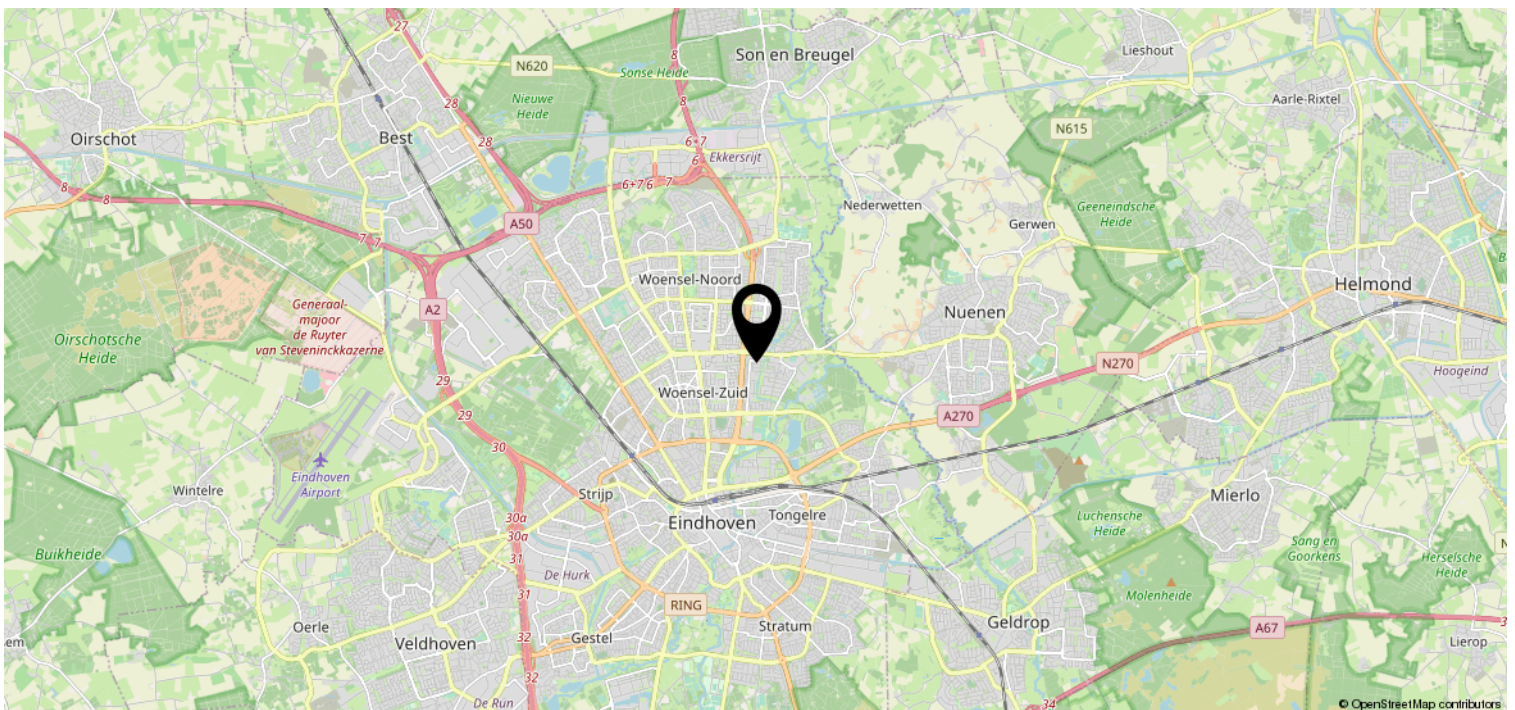 27
8
Son en Breugel
Lieshout
N620
Sonse Heide
Nieuwe
Heide
28
8
Aarle-Rixtel
N615
Oirschot
Best
28
6+7
6
Ekkersrijt
6+7 6
7
8
8
Nederwetten
Geeneindsche
Heide
A50
Gerwen
7 7
Woensel-Noord
Helmond
Generaal-
majoor
de Ruyter
van Steveninckkazerne
A2
Nuenen
Oirschotsche
Heide
N270
Hoogeind
29
Woensel-Zuid
29
A270
30
Eindhoven
Airport
Wintelre
Strijp
Mierlo
30a
Eindhoven
Tongelre
Luchensche
Heide
30a
Buikheide
31
Sang en
Goorkens
Herselsche
Heide
De Hurk
31
Molenheide
RING
Oerle
Stratum
Geldrop
A67
32
Gestel
Veldhoven
Lierop
32
De Run
34
© OpenStreetMap contributors